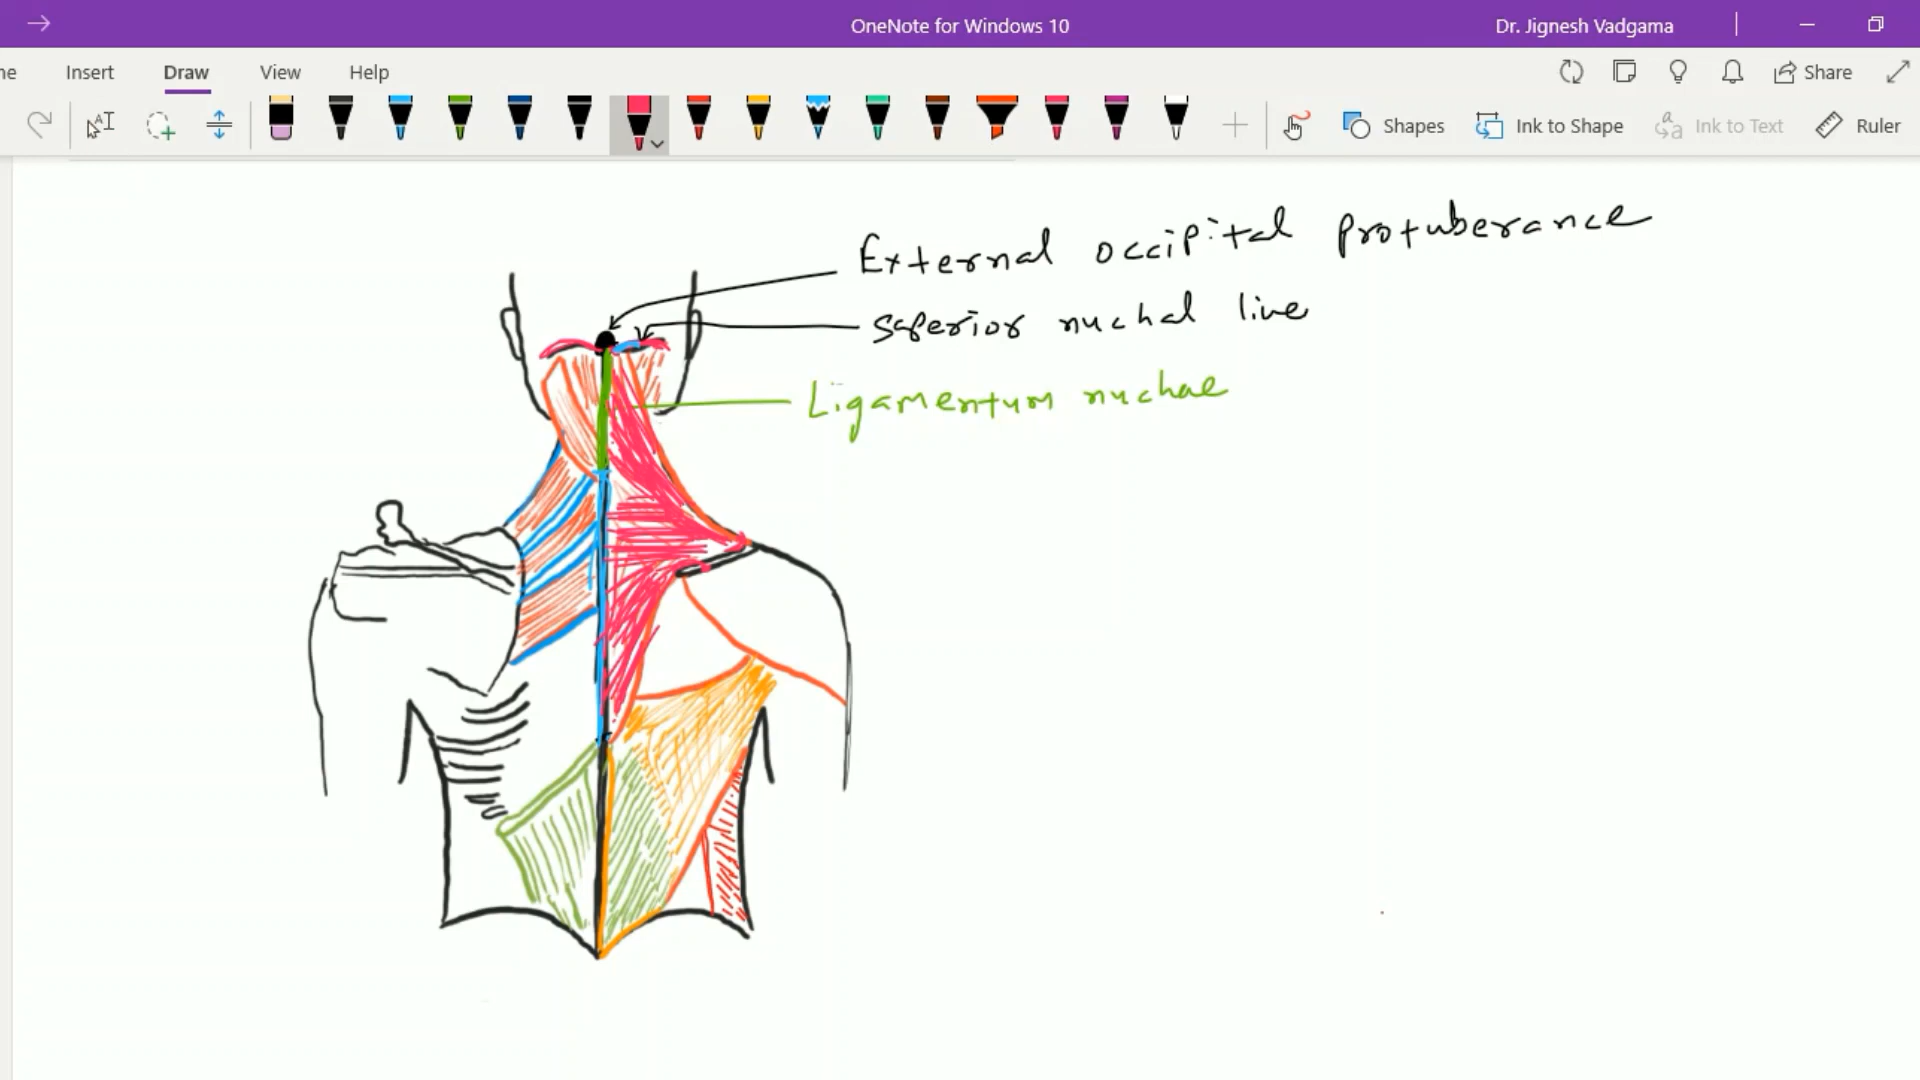 OneNote for Windows 10
Dr. Jignesh Vadgama
ne Insert Draw View Help
Share
Shapes Ink to Shape Ink to Text Ruler
External occipital protuberance
Superior nuchal line
Ligamentum nuchae